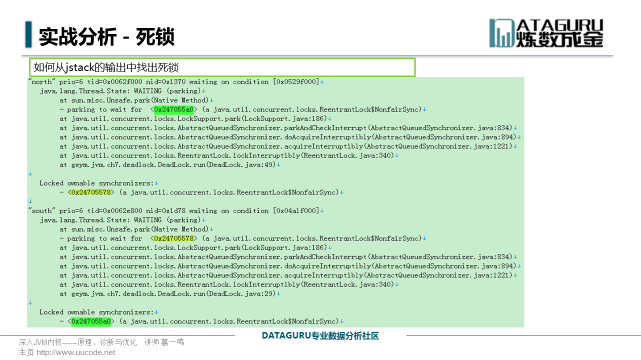 实战分析 - 死锁
DATAGURU
炼数成金
如何从jstack的输出中找出死锁
"north" prio=6 tid=0x0062f000 nid=0x1370 waiting on condition [0x0529f000]↓
java.lang.Thread.State: WAITING (parking)↓
at sun.misc.Unsafe.park(Native Method)↓
- parking to wait for <0x247055a0> (a java.util.concurrent.locks.ReentrantLock$NonfairSync)↓
at java.util.concurrent.locks.LockSupport.park(LockSupport.java:186)↓
at java.util.concurrent.locks.AbstractQueuedSynchronizer.parkAndCheckInterrupt(AbstractQueuedSynchronizer.java:834)↓
at java.util.concurrent.locks.AbstractQueuedSynchronizer.doAcquireInterruptibly(AbstractQueuedSynchronizer.java:894)↓
at java.util.concurrent.locks.AbstractQueuedSynchronizer.acquireInterruptibly(AbstractQueuedSynchronizer.java:1221)↓
at java.util.concurrent.locks.ReentrantLock.lockInterruptibly(ReentrantLock.java:340)↓
at geym.jvm.ch7.deadlock.DeadLock.run(DeadLock.java:49)↓
↓
Locked ownable synchronizers:↓
- <0x24705578> (a java.util.concurrent.locks.ReentrantLock$NonfairSync)↓
↓
"south" prio=6 tid=0x0062e800 nid=0x1d78 waiting on condition [0x04a1f000]↓
java.lang.Thread.State: WAITING (parking)↓
at sun.misc.Unsafe.park(Native Method)↓
- parking to wait for <0x24705578> (a java.util.concurrent.locks.ReentrantLock$NonfairSync)↓
at java.util.concurrent.locks.LockSupport.park(LockSupport.java:186)↓
at java.util.concurrent.locks.AbstractQueuedSynchronizer.parkAndCheckInterrupt(AbstractQueuedSynchronizer.java:834)↓
at java.util.concurrent.locks.AbstractQueuedSynchronizer.doAcquireInterruptibly(AbstractQueuedSynchronizer.java:894)↓
at java.util.concurrent.locks.AbstractQueuedSynchronizer.acquireInterruptibly(AbstractQueuedSynchronizer.java:1221)↓
at java.util.concurrent.locks.ReentrantLock.lockInterruptibly(ReentrantLock.java:340)↓
at geym.jvm.ch7.deadlock.DeadLock.run(DeadLock.java:29)↓
↓
Locked ownable synchronizers:↓
- <0x247055a0> (a java.util.concurrent.locks.ReentrantLock$NonfairSync)↓
DATAGURU专业数据分析社区
深入JVM内核——原理、诊断与优化 讲师 葛一鸣
主页 http://www.uucode.net